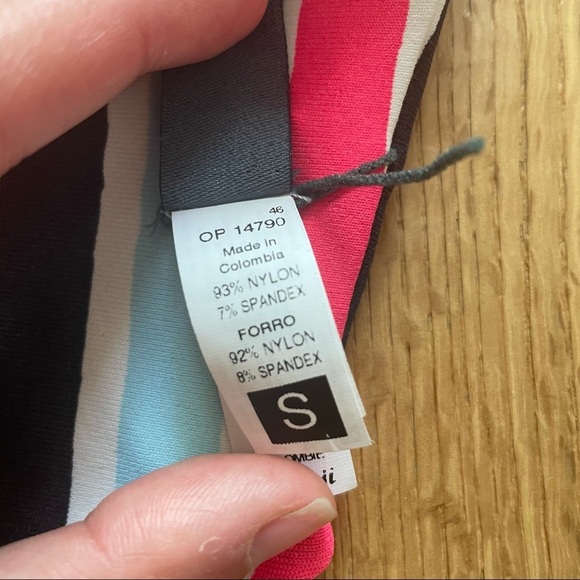 46
OP 14790
Made in
Colombia
93% NYLON
7% SPANDEX
FORRO
92% NYLON
8% SPANDEX
S